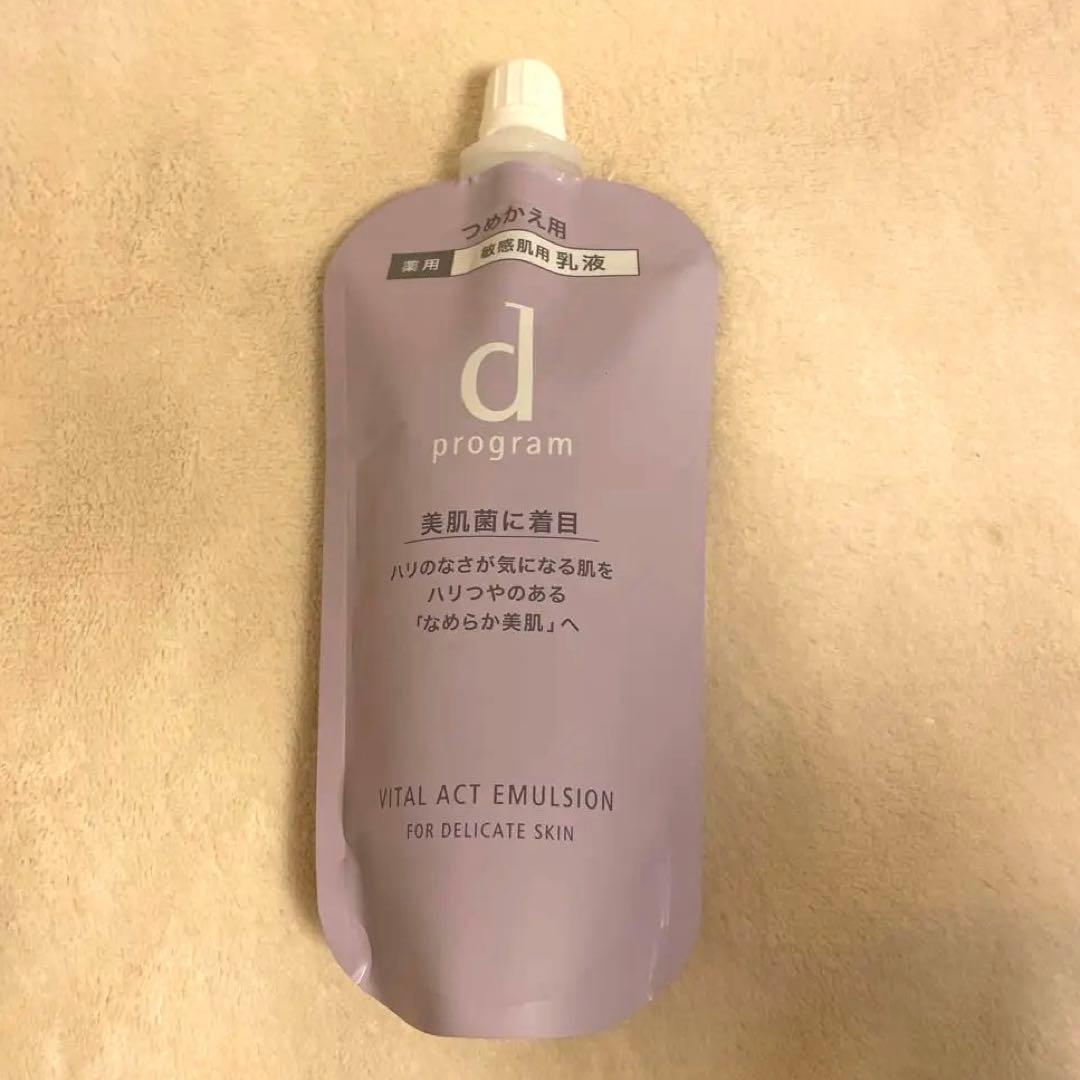 つめかえ用
薬用 敏感肌用 乳液
d
program
美肌菌に着目
ハリのなさが気になる肌を
ハリつやのある
「なめらか美肌」へ
VITAL ACT EMULSION
FOR DELICATE SKIN